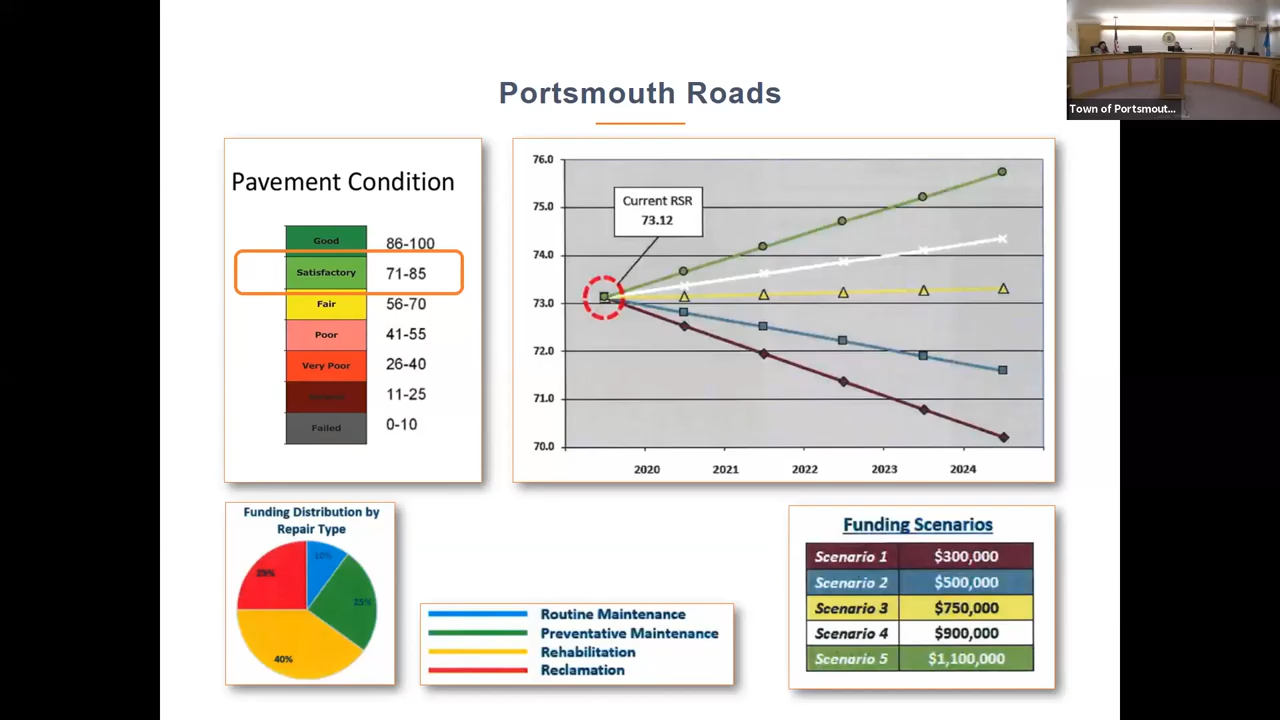 Portsmouth Roads
Town of Portsmout...
Pavement Condition
Good 86-100
Satisfactory 71-85
Fair 56-70
Poor 41-55
Very Poor 26-40
11-25
Failed 0-10
76.0
75.0
74.0
73.0
72.0
71.0
70.0
Current RSR
73.12
2020 2021 2022 2023 2024
Funding Distribution by
Repair Type
10%
25%
40%
25%
Routine Maintenance
Preventative Maintenance
Rehabilitation
Reclamation
Funding Scenarios
Scenario 1 $300,000
Scenario 2 $500,000
Scenario 3 $750,000
Scenario 4 $900,000
Scenario 5 $1,100,000